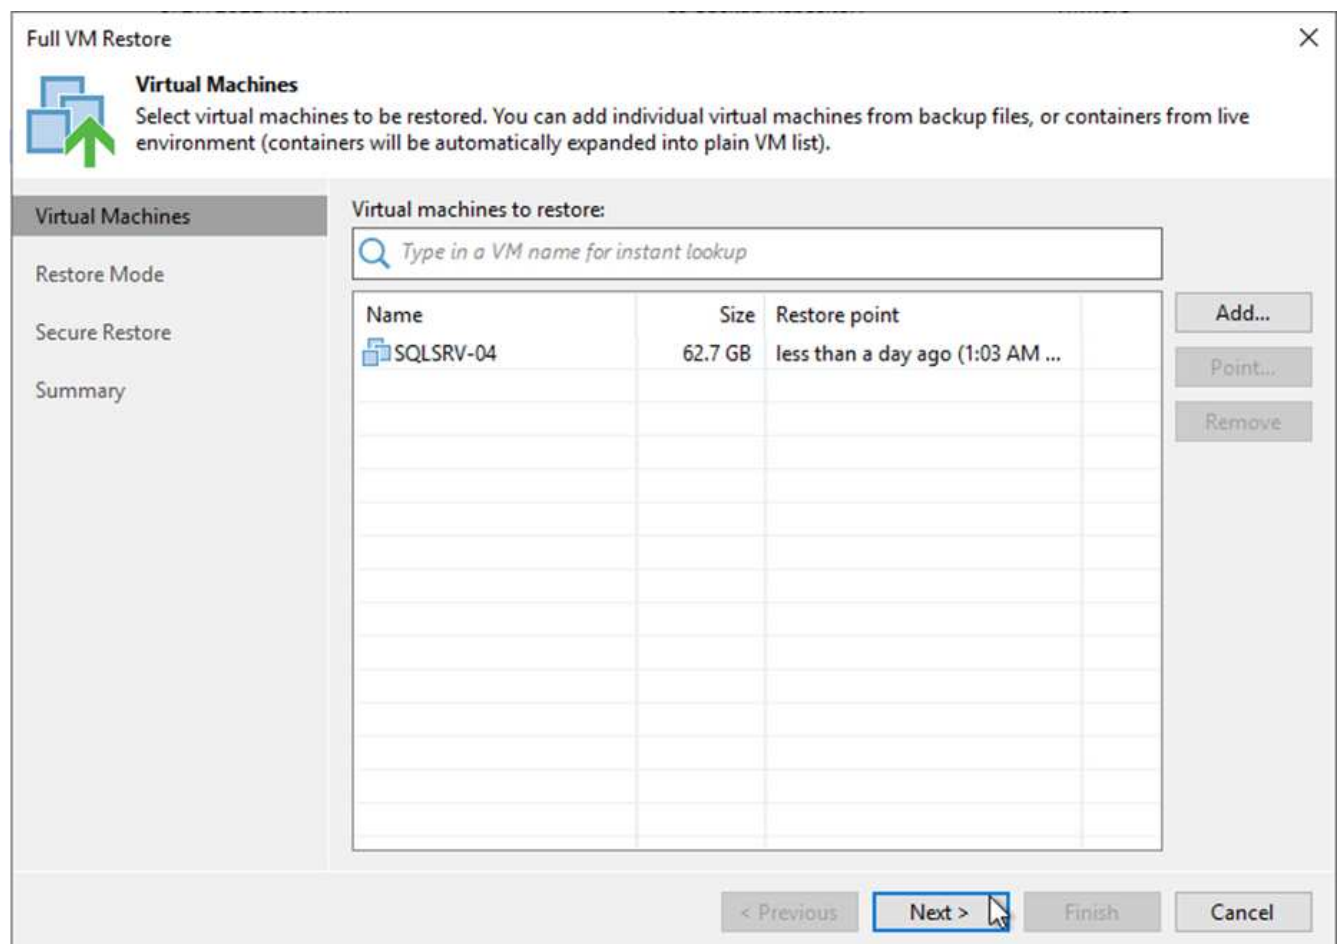 Full VM Restore
Virtual Machines
Select virtual machines to be restored. You can add individual virtual machines from backup files, or containers from live
environment (containers will be automatically expanded into plain VM list).
Virtual Machines
Restore Mode
Secure Restore
Summary
Virtual machines to restore:
Type in a VM name for instant lookup
Name Size Restore point
SQLSRV-04 62.7 GB less than a day ago (1:03 AM ...
Add...
Point...
Remove
< Previous Next > Finish Cancel